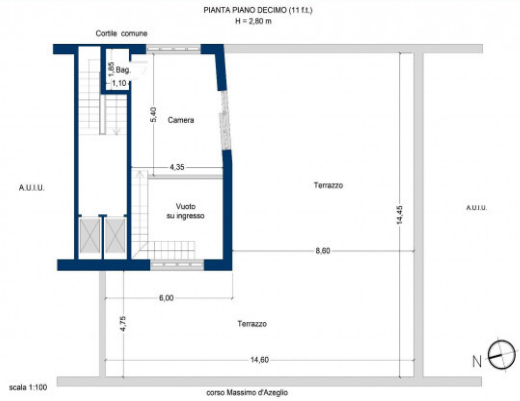 PIANTA PIANO DECIMO (11 f.t.)
H = 2,80 m
Cortile comune
1,85
Bag.
1,10
5,40
Camera
4,35
A.U.I.U.
Terrazzo
14,45
A.U.I.U.
Vuoto
su ingresso
8,60
6,00
4,75
Terrazzo
14,60
N
scala 1:100
corso Massimo d'Azeglio